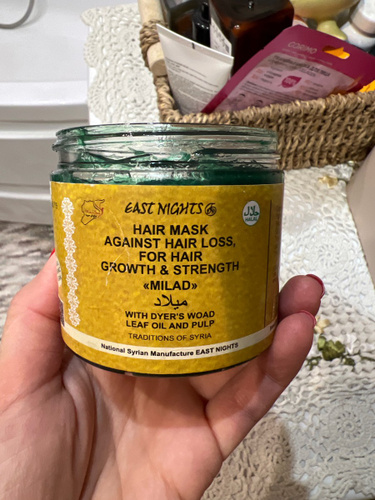 EAST NIGHTS
حلال
HAIR MASK
AGAINST HAIR LOSS,
FOR HAIR
GROWTH & STRENGTH
«MILAD»
ميلاد
WITH DYER'S WOAD
LEAF OIL AND PULP
TRADITIONS OF SYRIA
National Syrian Manufacture EAST NIGHTS